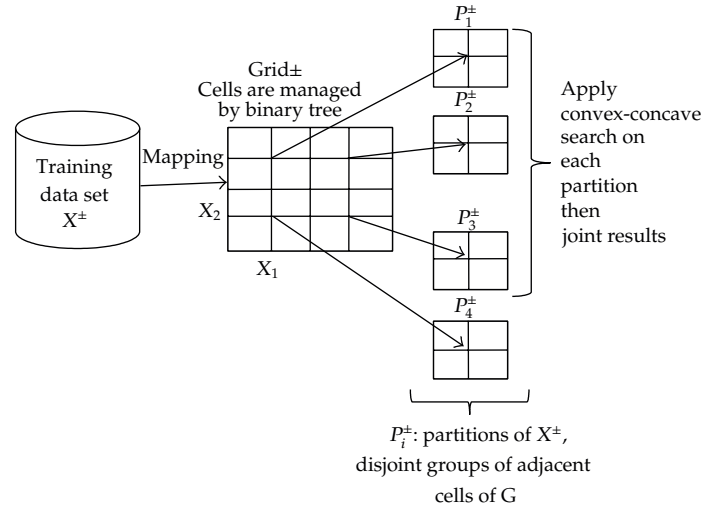 P₁±
Grid±
Cells are managed
by binary tree
P₂±
Apply
convex-concave
search on
each
partition
then
joint results
Training
data set
X±
Mapping
X₂
X₁
P₃±
P₄±
Pᵢ±: partitions of X±,
disjoint groups of adjacent
cells of G